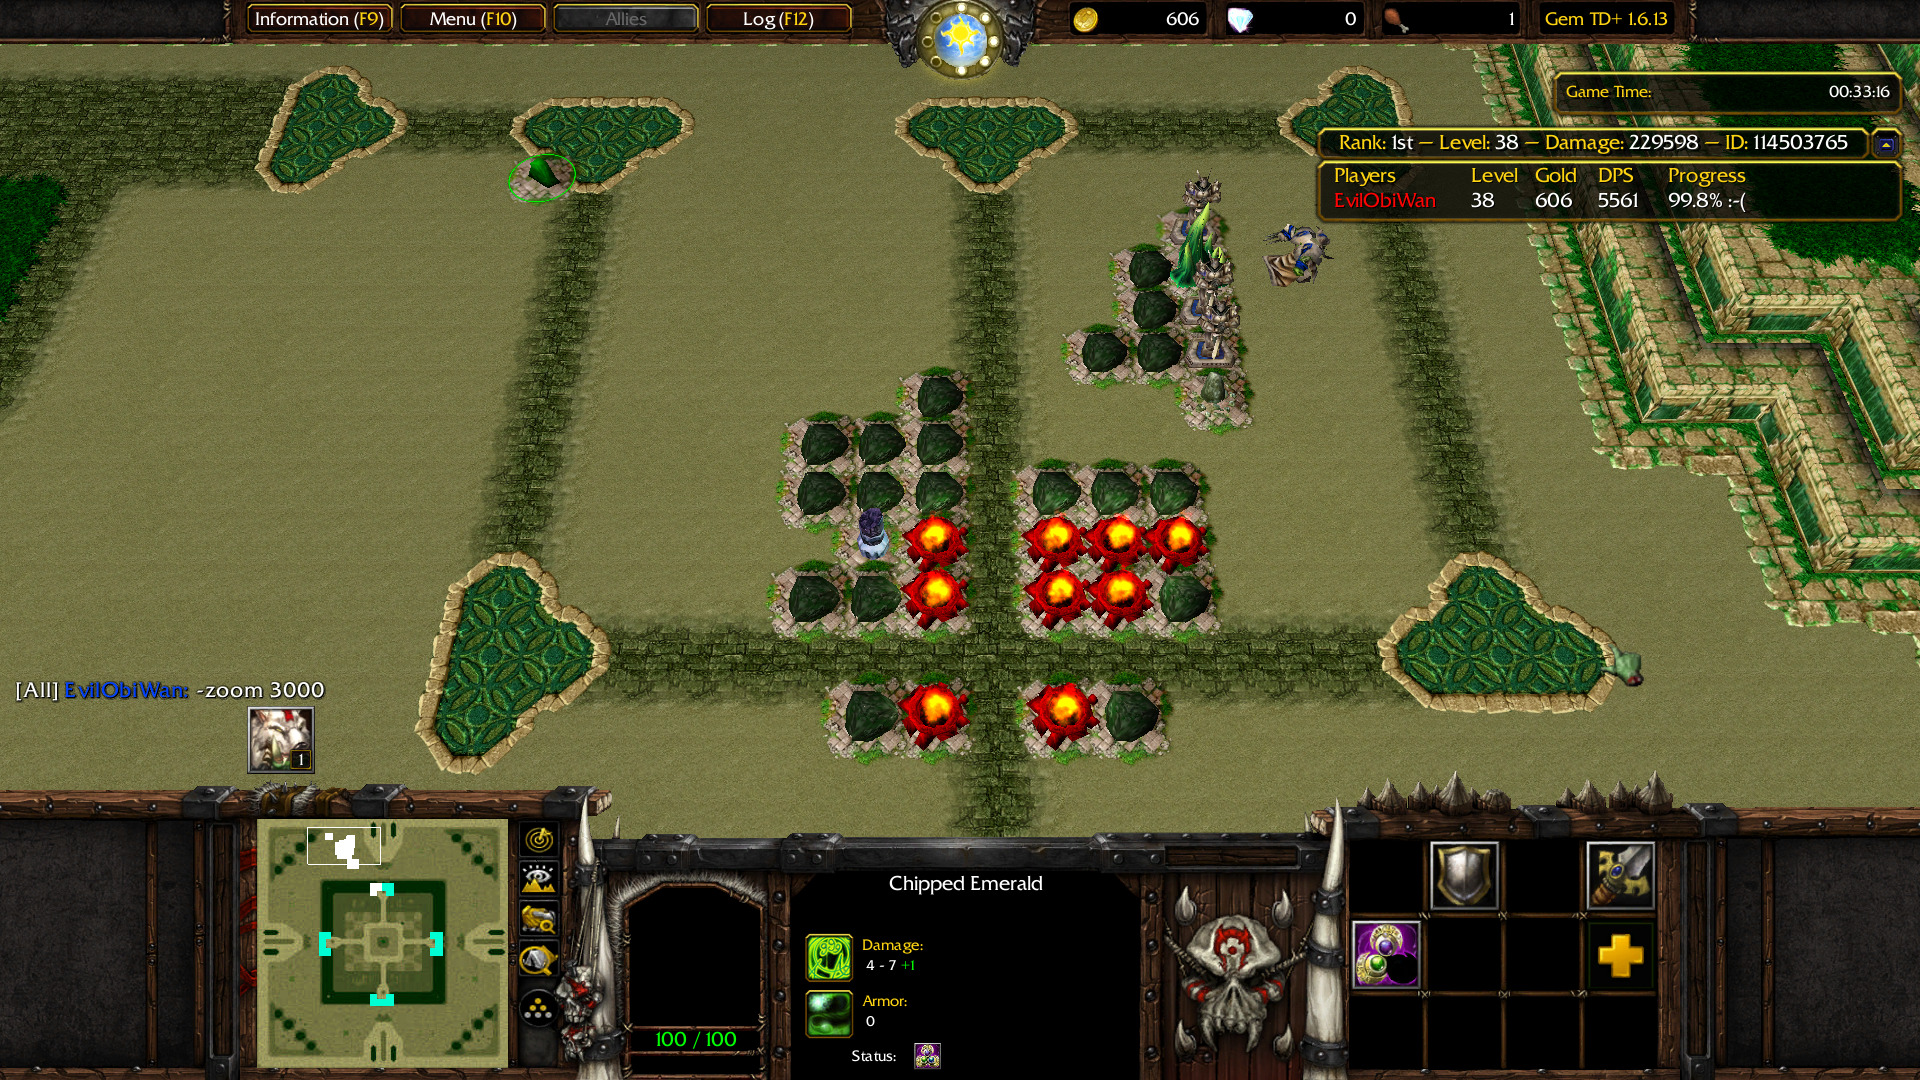 Information (F9) Menu (F10) Allies Log (F12) 606 0 1 Gem TD+ 1.6.13
Game Time: 00:33:16
Rank: 1st – Level: 38 – Damage: 229598 – ID: 114503765
Players Level Gold DPS Progress
EvilObiWan 38 606 5561 99.8% :-(
[All] EvilObiWan: -zoom 3000
1
Chipped Emerald
Damage:
4 - 7 +1
Armor:
0
100 / 100
Status: